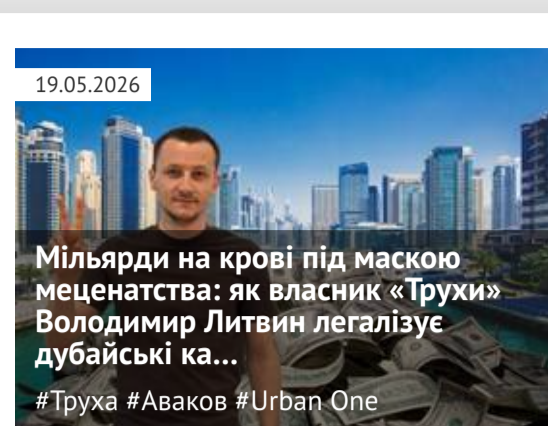 19.05.2026
Мільярди на крові під маскою
меценатства: як власник «Трухи»
Володимир Литвин легалізує
дубайські ка...
#Труха #Аваков #Urban One